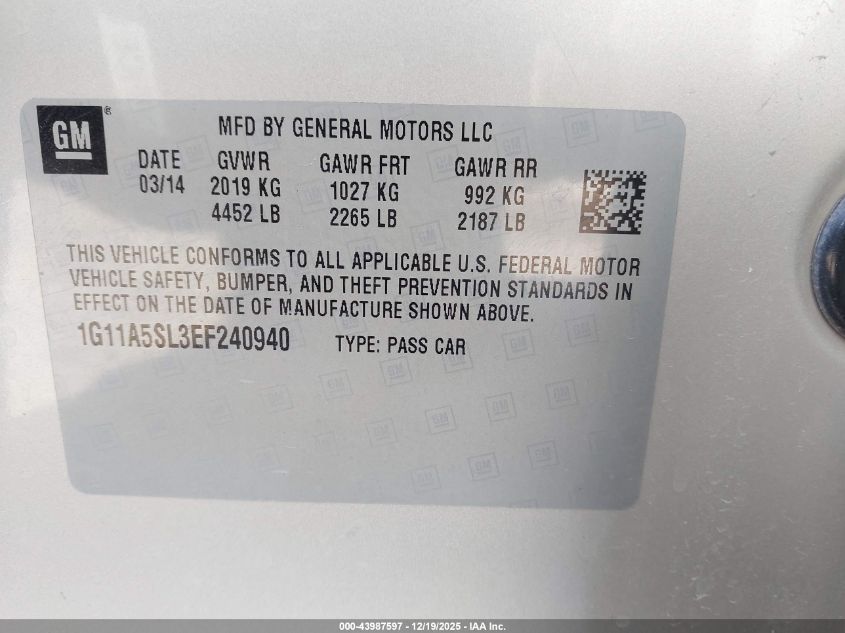 GM ®
MFD BY GENERAL MOTORS LLC
DATE GVWR GAWR FRT GAWR RR
03/14 2019 KG 1027 KG 992 KG
4452 LB 2265 LB 2187 LB
THIS VEHICLE CONFORMS TO ALL APPLICABLE U.S. FEDERAL MOTOR
VEHICLE SAFETY, BUMPER, AND THEFT PREVENTION STANDARDS IN
EFFECT ON THE DATE OF MANUFACTURE SHOWN ABOVE.
1G11A5SL3EF240940 TYPE: PASS CAR
000-43987597 - 12/19/2025 - IAA Inc.